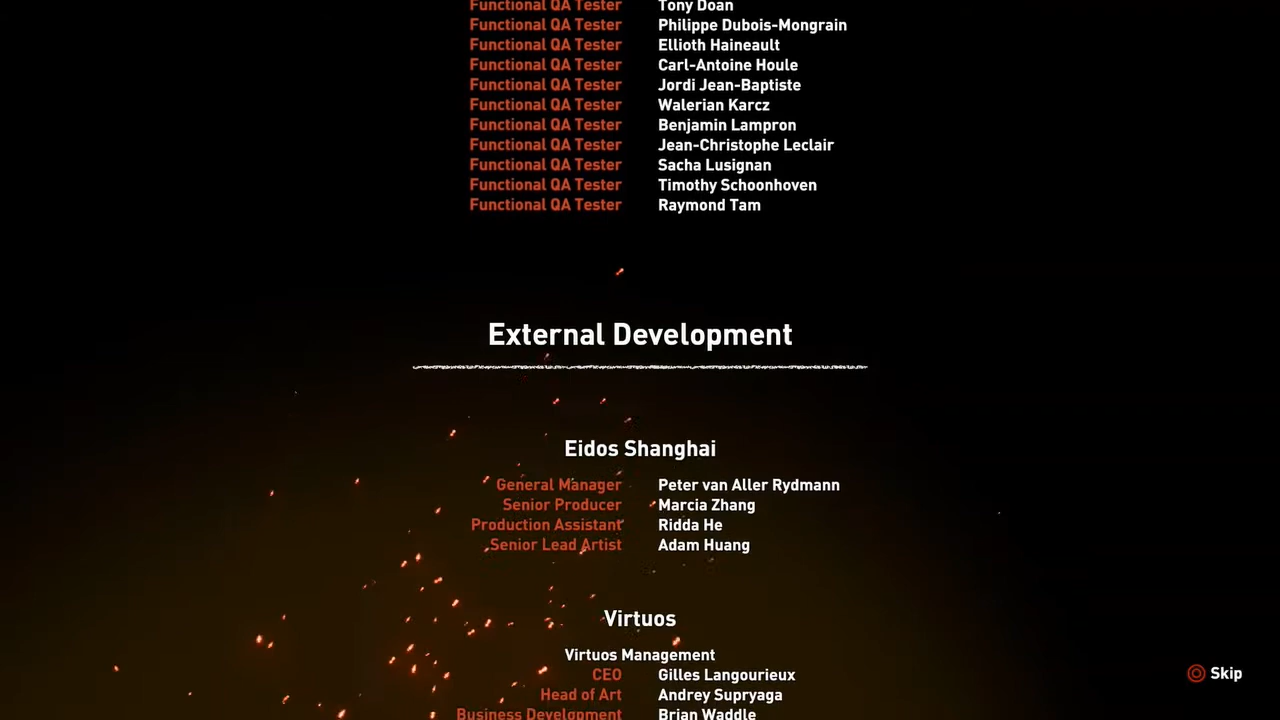 Functional QA Tester Tony Doan
Functional QA Tester Philippe Dubois-Mongrain
Functional QA Tester Ellioth Haineault
Functional QA Tester Carl-Antoine Houle
Functional QA Tester Jordi Jean-Baptiste
Functional QA Tester Walerian Karcz
Functional QA Tester Benjamin Lampron
Functional QA Tester Jean-Christophe Leclair
Functional QA Tester Sacha Lusignan
Functional QA Tester Timothy Schoonhoven
Functional QA Tester Raymond Tam
External Development
Eidos Shanghai
General Manager Peter van Aller Rydmann
Senior Producer Marcia Zhang
Production Assistant Ridda He
Senior Lead Artist Adam Huang
Virtuos
Virtuos Management
CEO Gilles Langourieux
Head of Art Andrey Supryaga
Business Development Brian Waddle
Skip